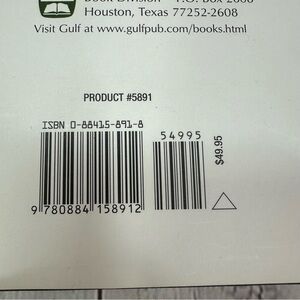 Book Division P.O. Box 2608
Houston, Texas 77252-2608
Visit Gulf at www.gulfpub.com/books.html
PRODUCT #5891
ISBN 0-88415-891-8
54995
$49.95
9 780884 158912